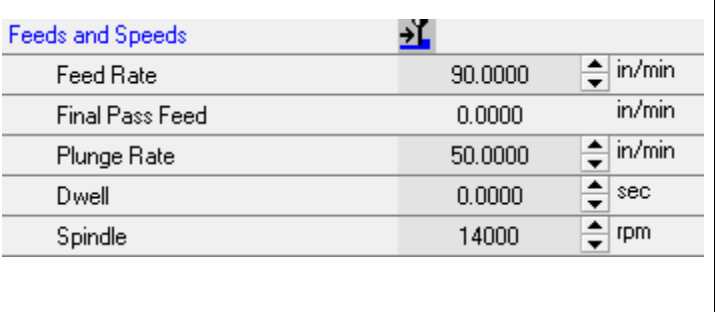 Feeds and Speeds
Feed Rate 90.0000 in/min
Final Pass Feed 0.0000 in/min
Plunge Rate 50.0000 in/min
Dwell 0.0000 sec
Spindle 14000 rpm